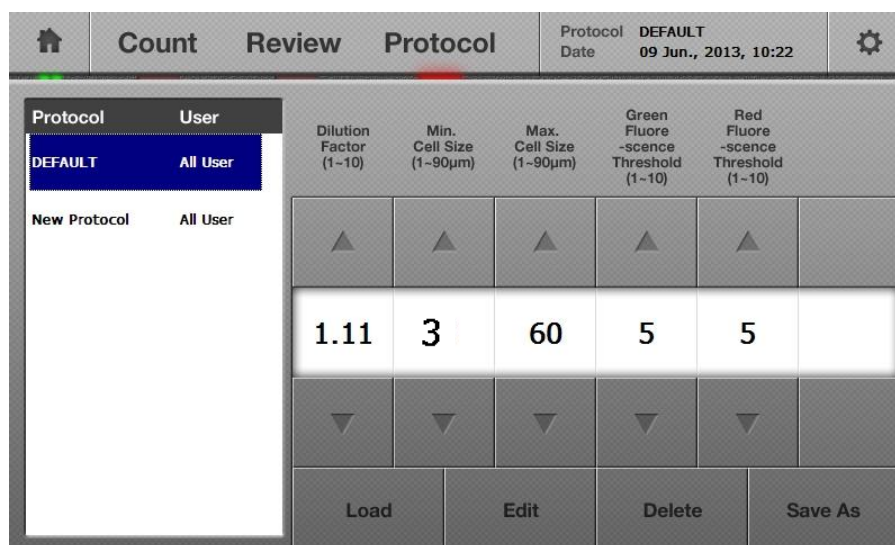 Count Review Protocol
Protocol DEFAULT
Date 09 Jun., 2013, 10:22
Protocol User
DEFAULT All User
New Protocol All User
Dilution
Factor
(1~10)
Min.
Cell Size
(1~90μm)
Max.
Cell Size
(1~90μm)
Green
Fluore
-scence
Threshold
(1~10)
Red
Fluore
-scence
Threshold
(1~10)
1.11 3 60 5 5
Load Edit Delete Save As